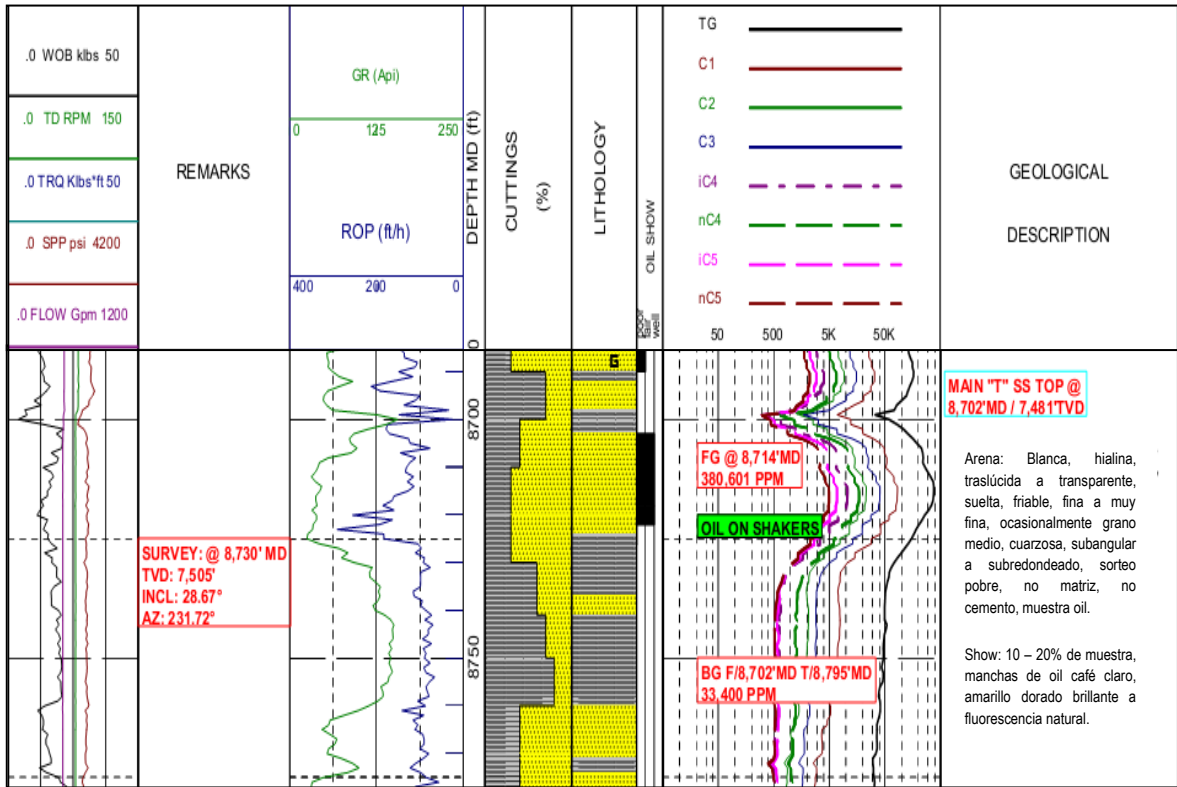 .0 WOB klbs 50
.0 TD RPM 150
.0 TRQ Klbs*ft 50
.0 SPP psi 4200
.0 FLOW Gpm 1200
REMARKS
GR (Api)
0 125 250
ROP (ft/h)
400 200 0
DEPTH MD (ft)
CUTTINGS
(%)
LITHOLOGY
OIL SHOW
poor
fair
well
TG
C1
C2
C3
iC4
nC4
iC5
nC5
50 500 5K 50K
GEOLOGICAL
DESCRIPTION
0
G
8700
8750
MAIN "T" SS TOP @
8,702'MD / 7,481'TVD
FG @ 8,714'MD
380,601 PPM
OIL ON SHAKERS
SURVEY: @ 8,730' MD
TVD: 7,505'
INCL: 28.67°
AZ: 231.72°
BG F/8,702'MD T/8,795'MD
33,400 PPM
Arena: Blanca, hialina,
traslúcida a transparente,
suelta, friable, fina a muy
fina, ocasionalmente grano
medio, cuarzosa, subangular
a subredondeado, sorteo
pobre, no matriz, no
cemento, muestra oil.
Show: 10 – 20% de muestra,
manchas de oil café claro,
amarillo dorado brillante a
fluorescencia natural.